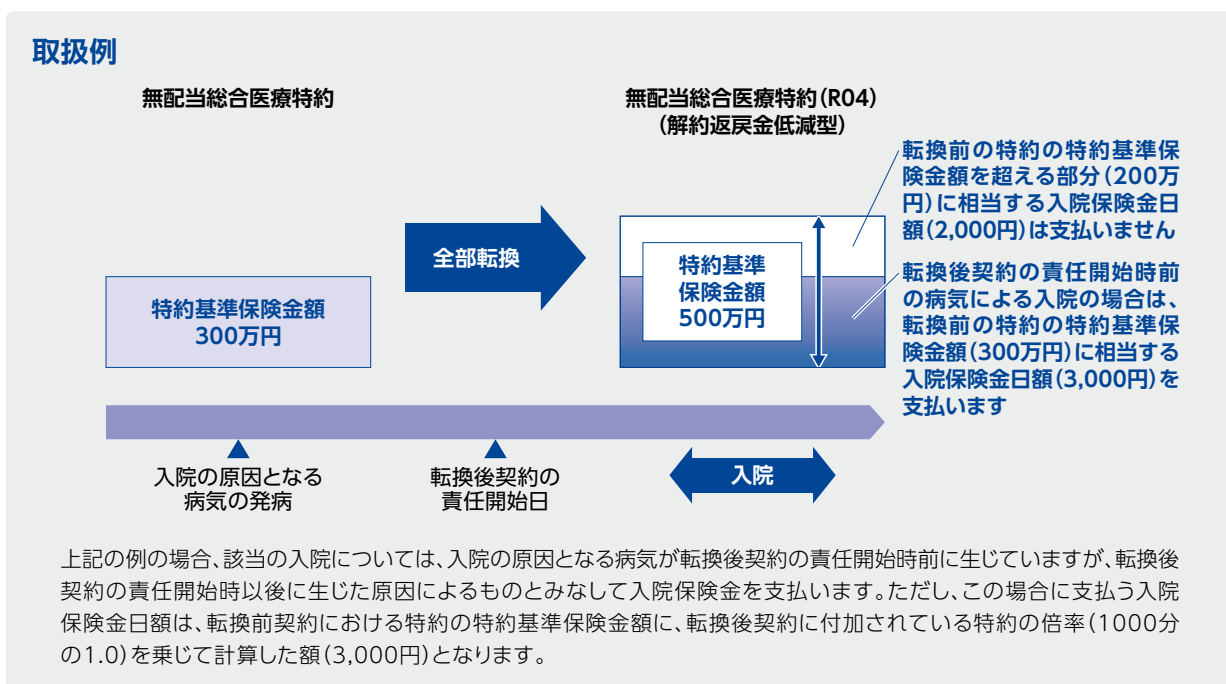 取扱例
無配当総合医療特約
無配当総合医療特約(R04)
(解約返戻金低減型)
特約基準保険金額
300万円
全部転換
特約基準
保険金額
500万円
転換前の特約の特約基準保
険金額を超える部分(200万
円)に相当する入院保険金日
額(2,000円)は支払いません
転換後契約の責任開始時前
の病気による入院の場合は、
転換前の特約の特約基準保
険金額(300万円)に相当する
入院保険金日額(3,000円)を
支払います
入院の原因となる
病気の発病
転換後契約の
責任開始日
入院
上記の例の場合、該当の入院については、入院の原因となる病気が転換後契約の責任開始時前に生じていますが、転換後
契約の責任開始時以後に生じた原因によるものとみなして入院保険金を支払います。ただし、この場合に支払う入院
保険金日額は、転換前契約における特約の特約基準保険金額に、転換後契約に付加されている特約の倍率(1000分
の1.0)を乗じて計算した額(3,000円)となります。